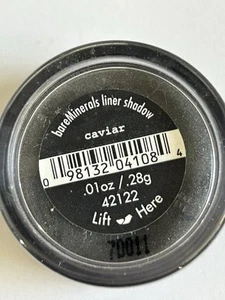 bareMinerals liner shadow
caviar
0 98132 04108 4
.01oz / .28g
42122
Lift Here
70011